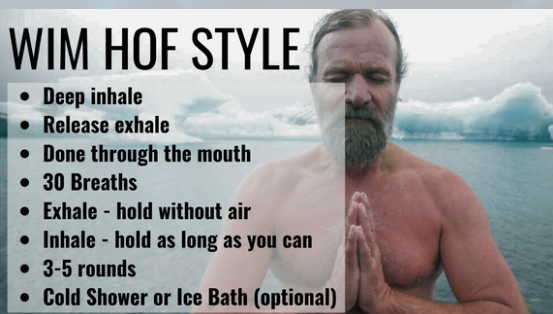 WIM HOF STYLE
• Deep inhale
• Release exhale
• Done through the mouth
• 30 Breaths
• Exhale - hold without air
• Inhale - hold as long as you can
• 3-5 rounds
• Cold Shower or Ice Bath (optional)